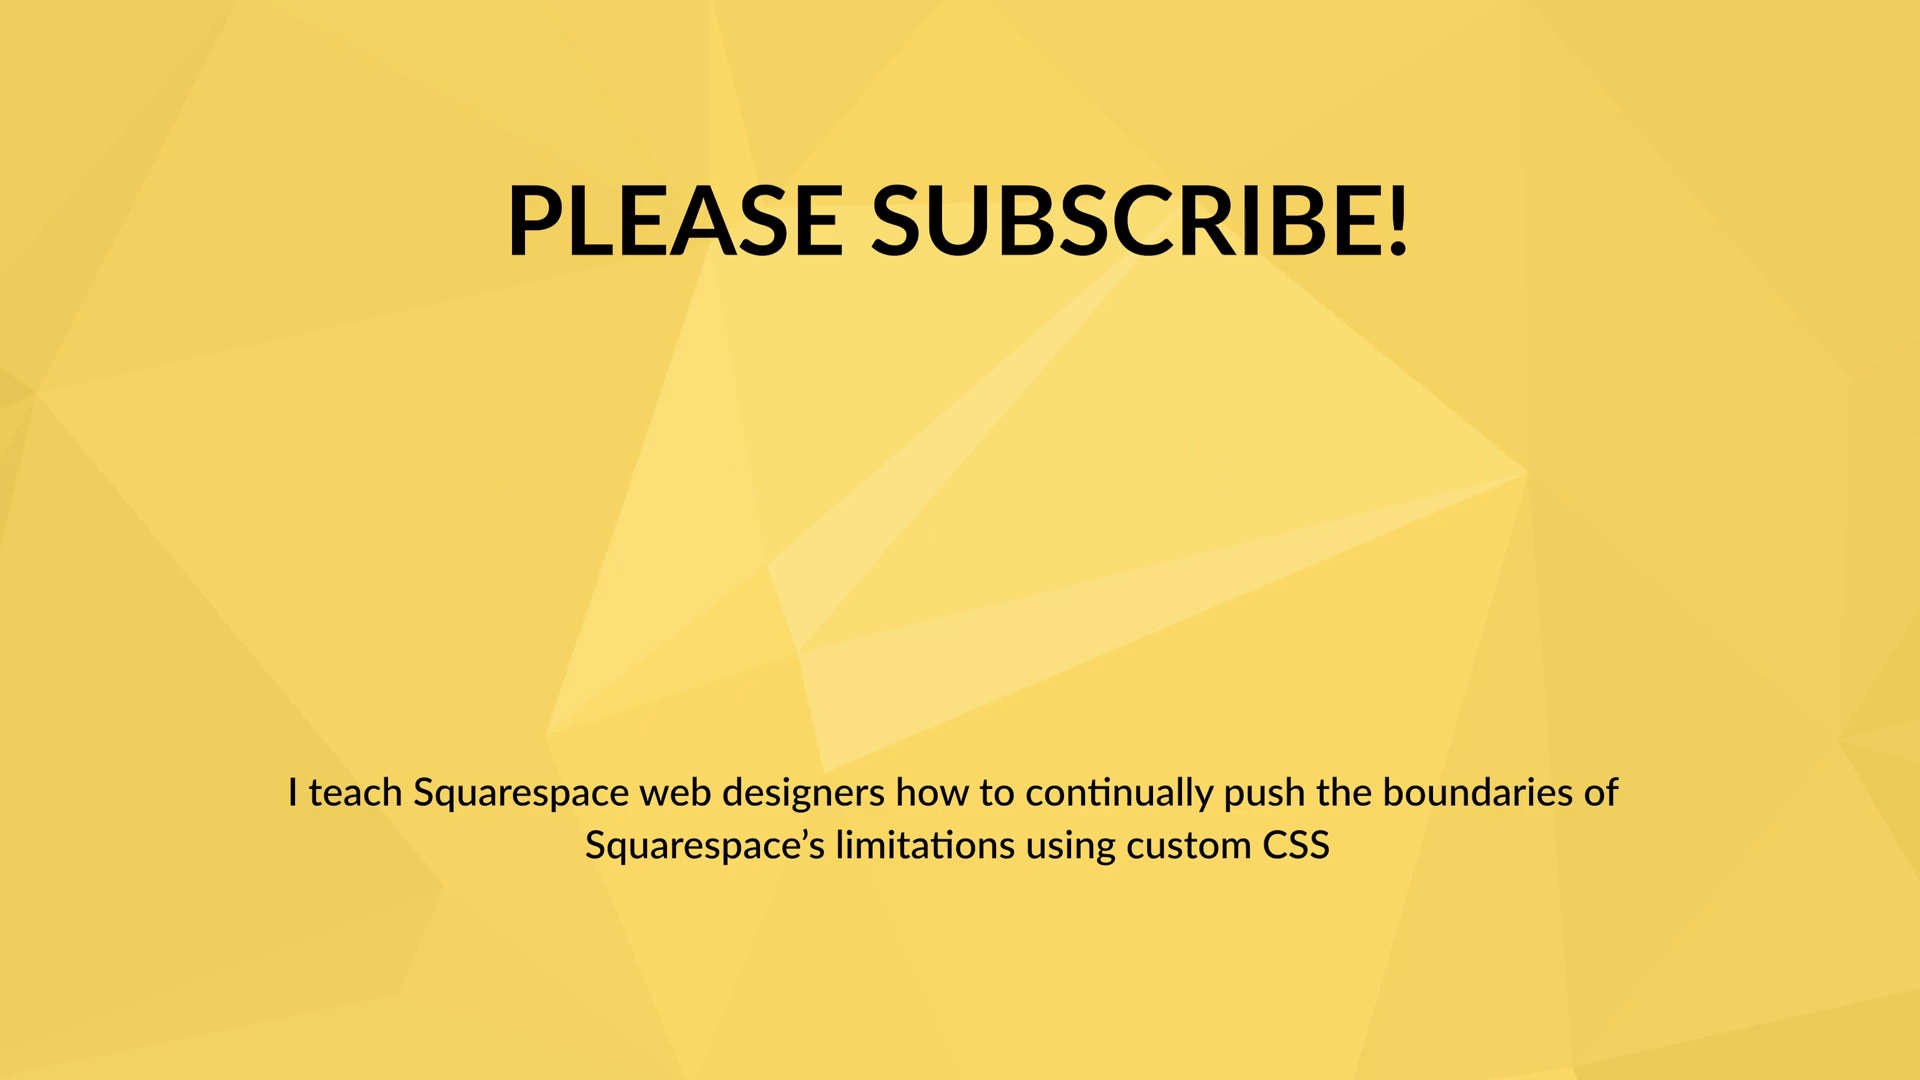 PLEASE SUBSCRIBE!
I teach Squarespace web designers how to continually push the boundaries of
Squarespace’s limitations using custom CSS